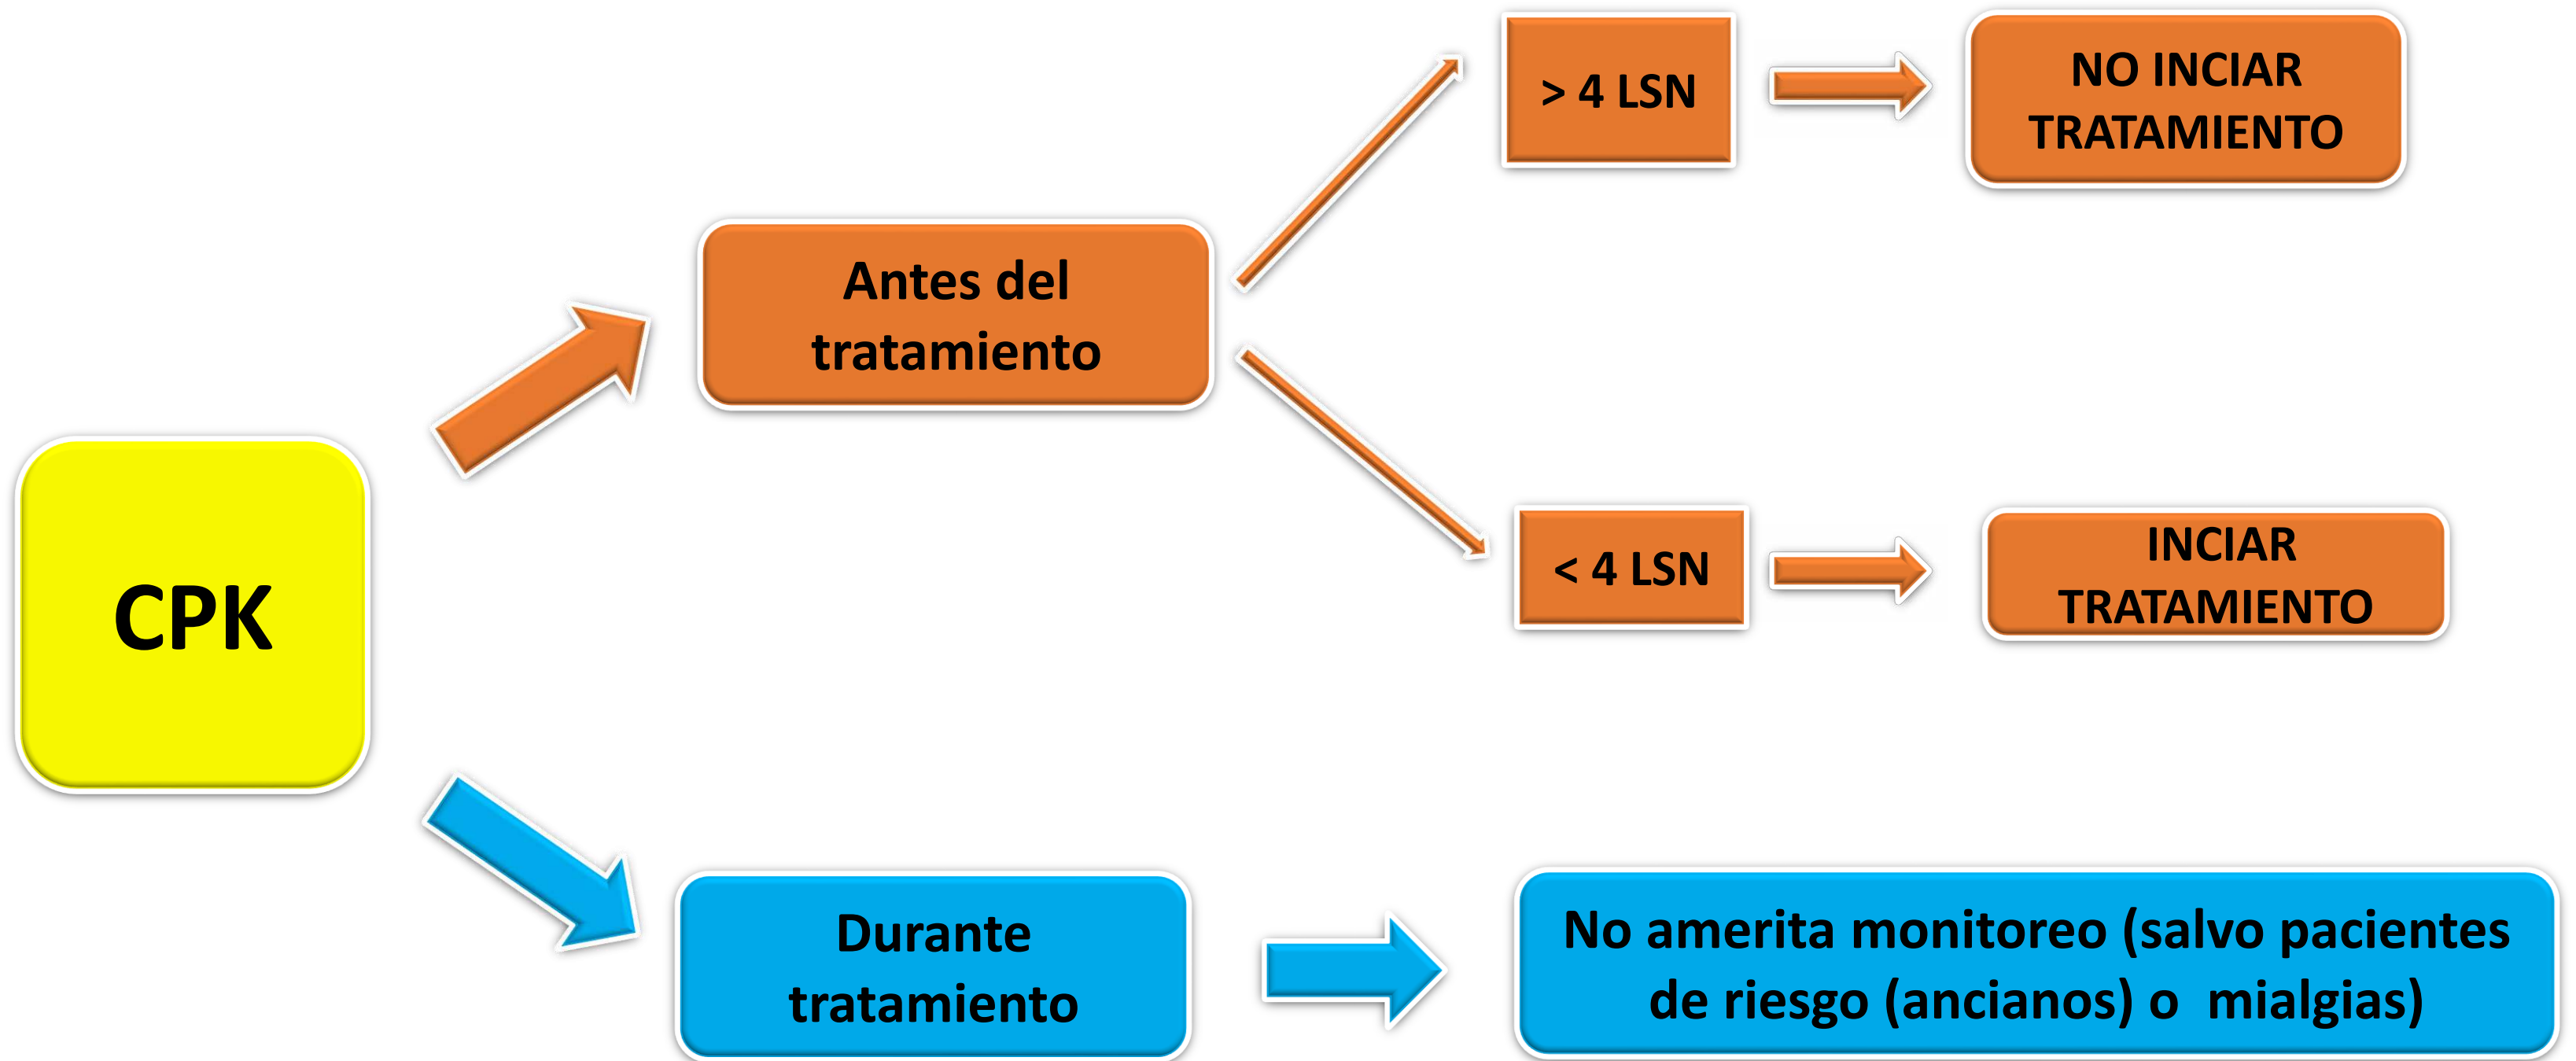 > 4 LSN
NO INCIAR
TRATAMIENTO
Antes del
tratamiento
< 4 LSN
INCIAR
TRATAMIENTO
CPK
Durante
tratamiento
No amerita monitoreo (salvo pacientes
de riesgo (ancianos) o  mialgias)